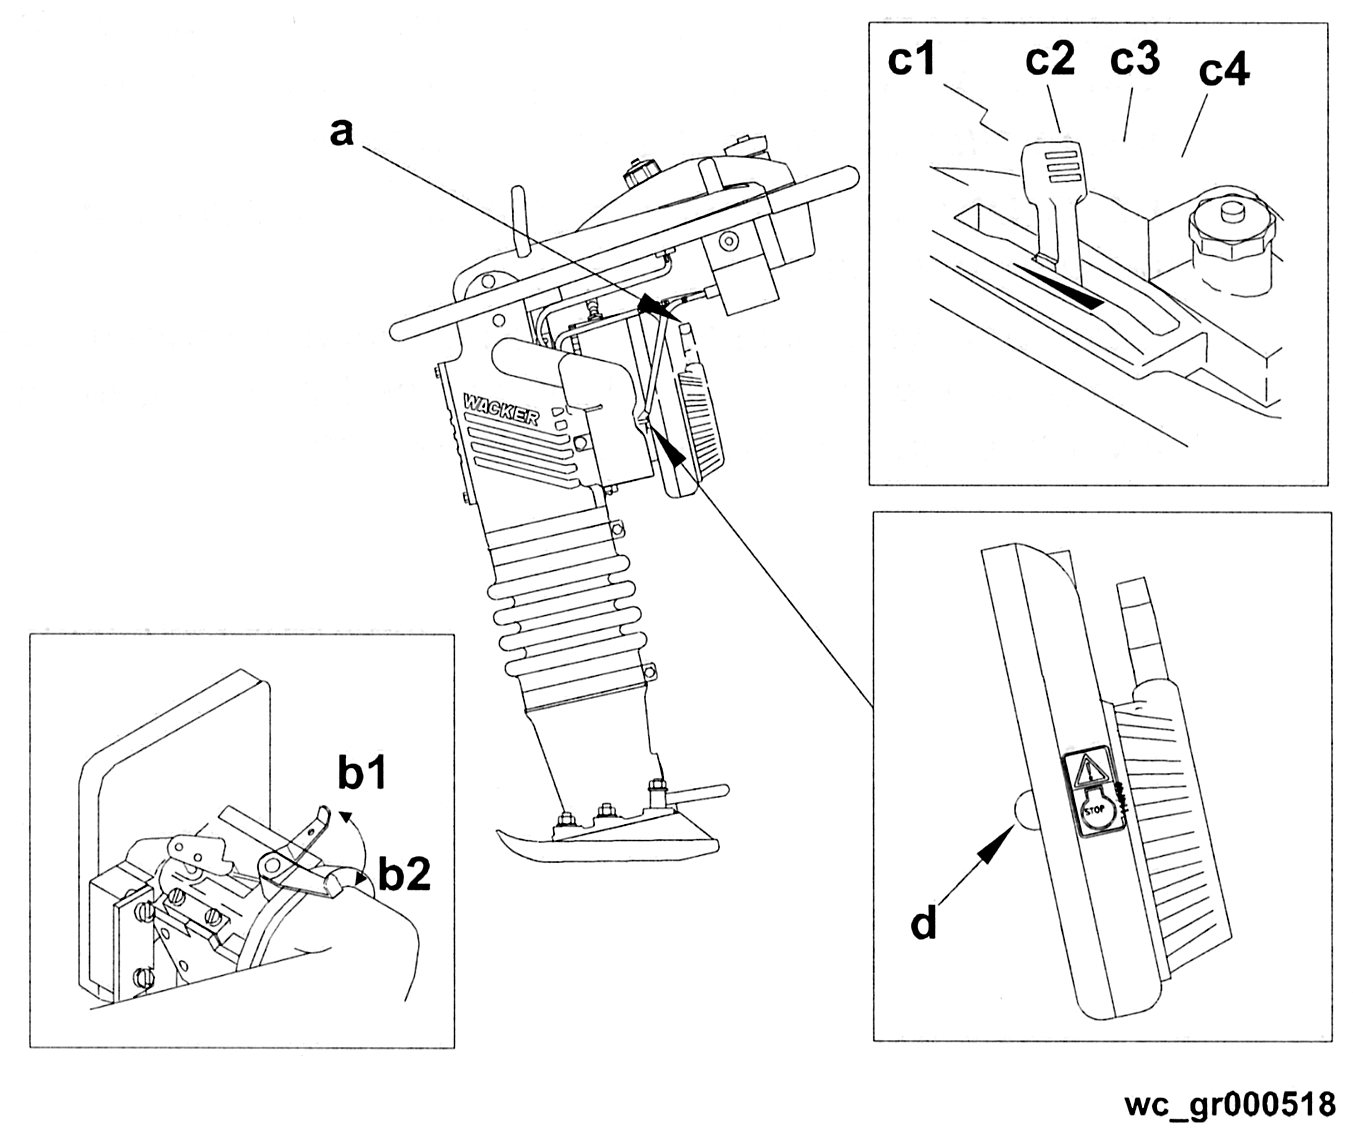 c1 c2 c3 c4
a
WACKER
b1
b2
STOP
d
wc_gr000518